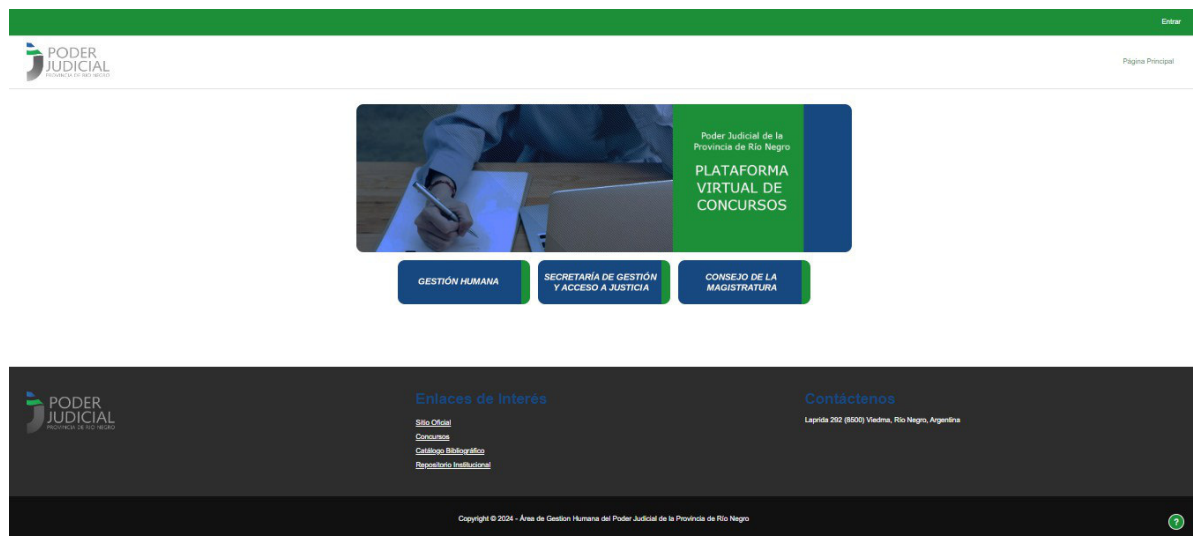 Entrar
PODER
JUDICIAL
PROVINCIA DE RIO NEGRO
Página Principal
Poder Judicial de la
Provincia de Río Negro
PLATAFORMA
VIRTUAL DE
CONCURSOS
GESTIÓN HUMANA
SECRETARÍA DE GESTIÓN
Y ACCESO A JUSTICIA
CONSEJO DE LA
MAGISTRATURA
PODER
JUDICIAL
PROVINCIA DE RIO NEGRO
Enlaces de Interés
Sitio Oficial
Concursos
Catálogo Bibliográfico
Repositorio Institucional
Contáctenos
Laprida 292 (8500) Viedma, Río Negro, Argentina
Copyright © 2024 - Área de Gestion Humana del Poder Judicial de la Provincia de Río Negro
?